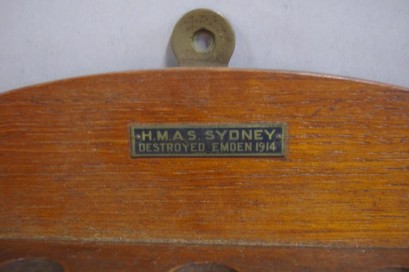 H.M.A.S. SYDNEY
DESTROYED EMDEN 1914